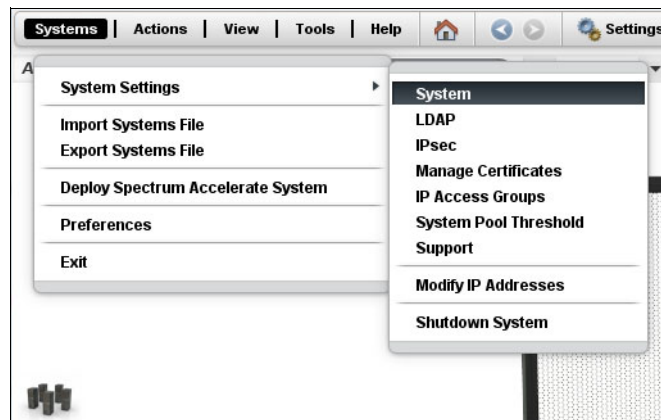 Systems Actions View Tools Help Settings
A
System Settings
Import Systems File
Export Systems File
Deploy Spectrum Accelerate System
Preferences
Exit
System
LDAP
IPsec
Manage Certificates
IP Access Groups
System Pool Threshold
Support
Modify IP Addresses
Shutdown System